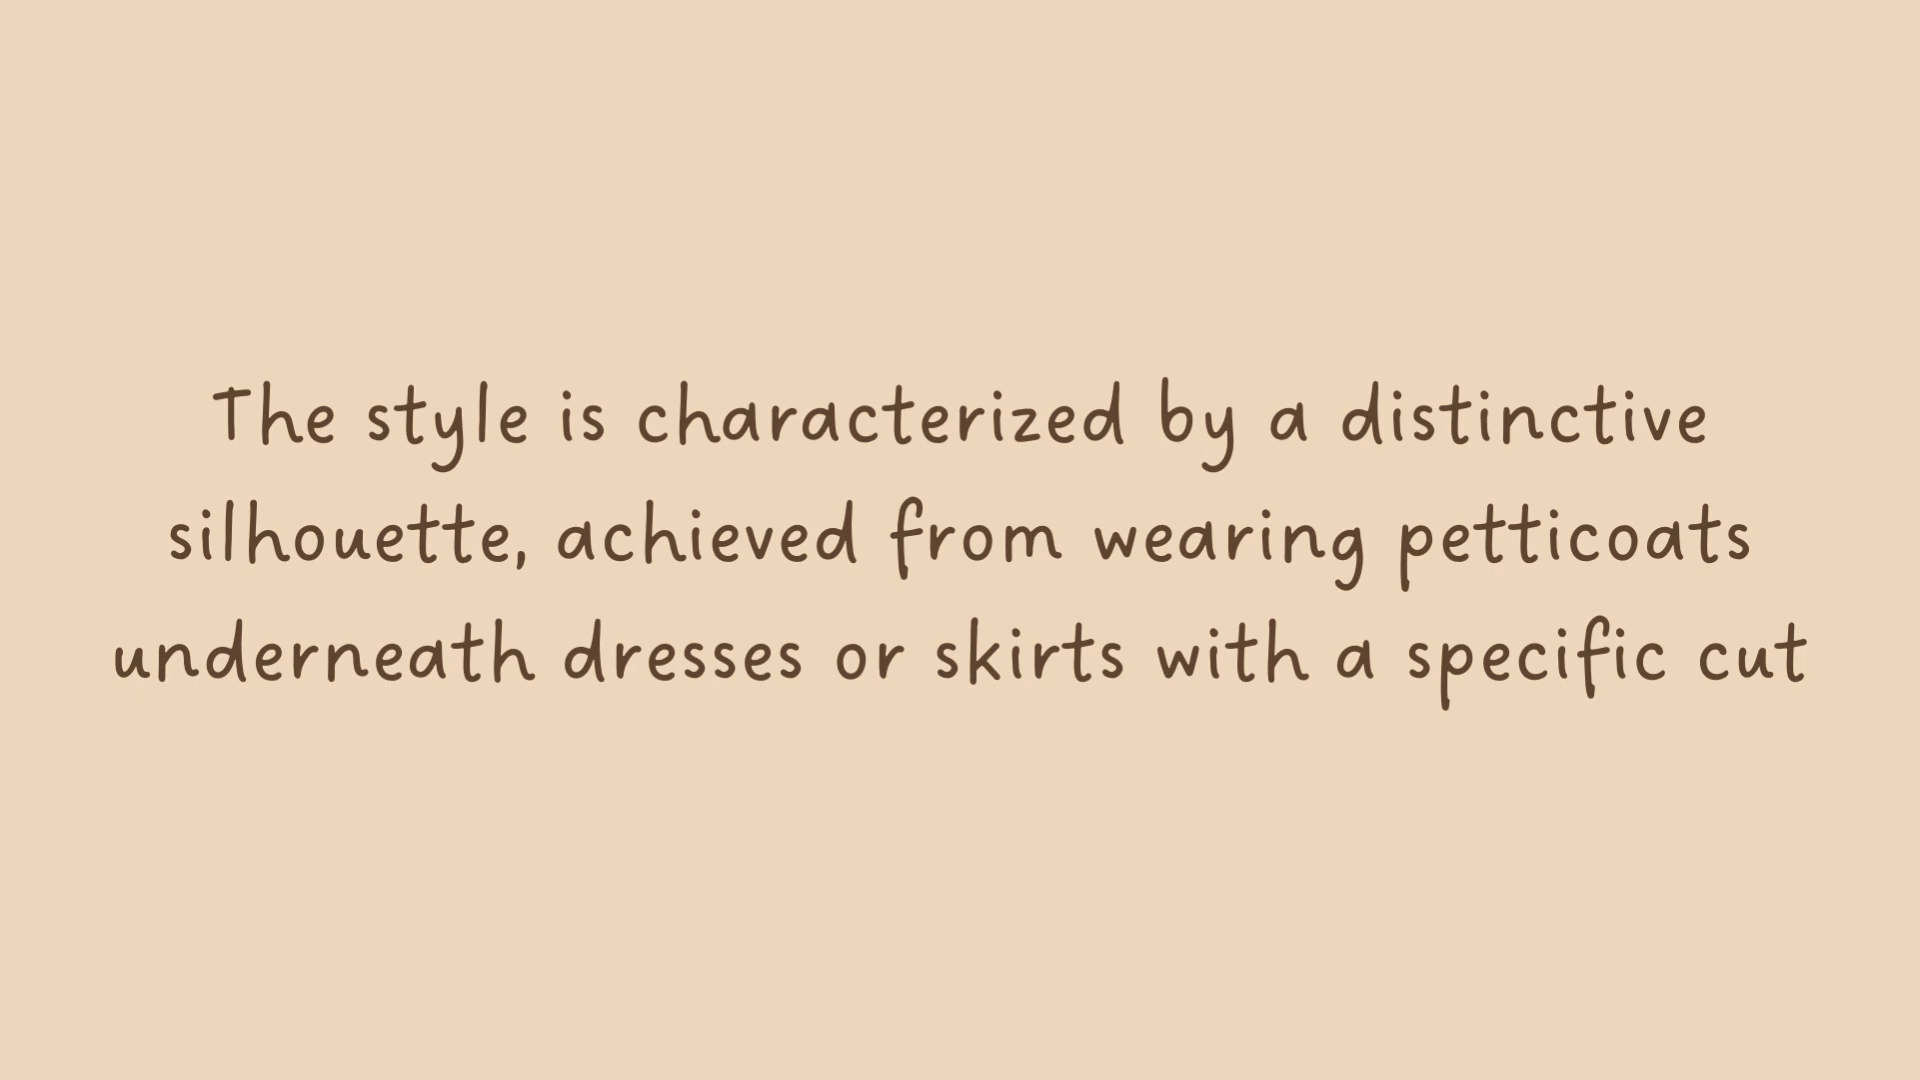 The style is characterized by a distinctive
silhouette, achieved from wearing petticoats
underneath dresses or skirts with a specific cut